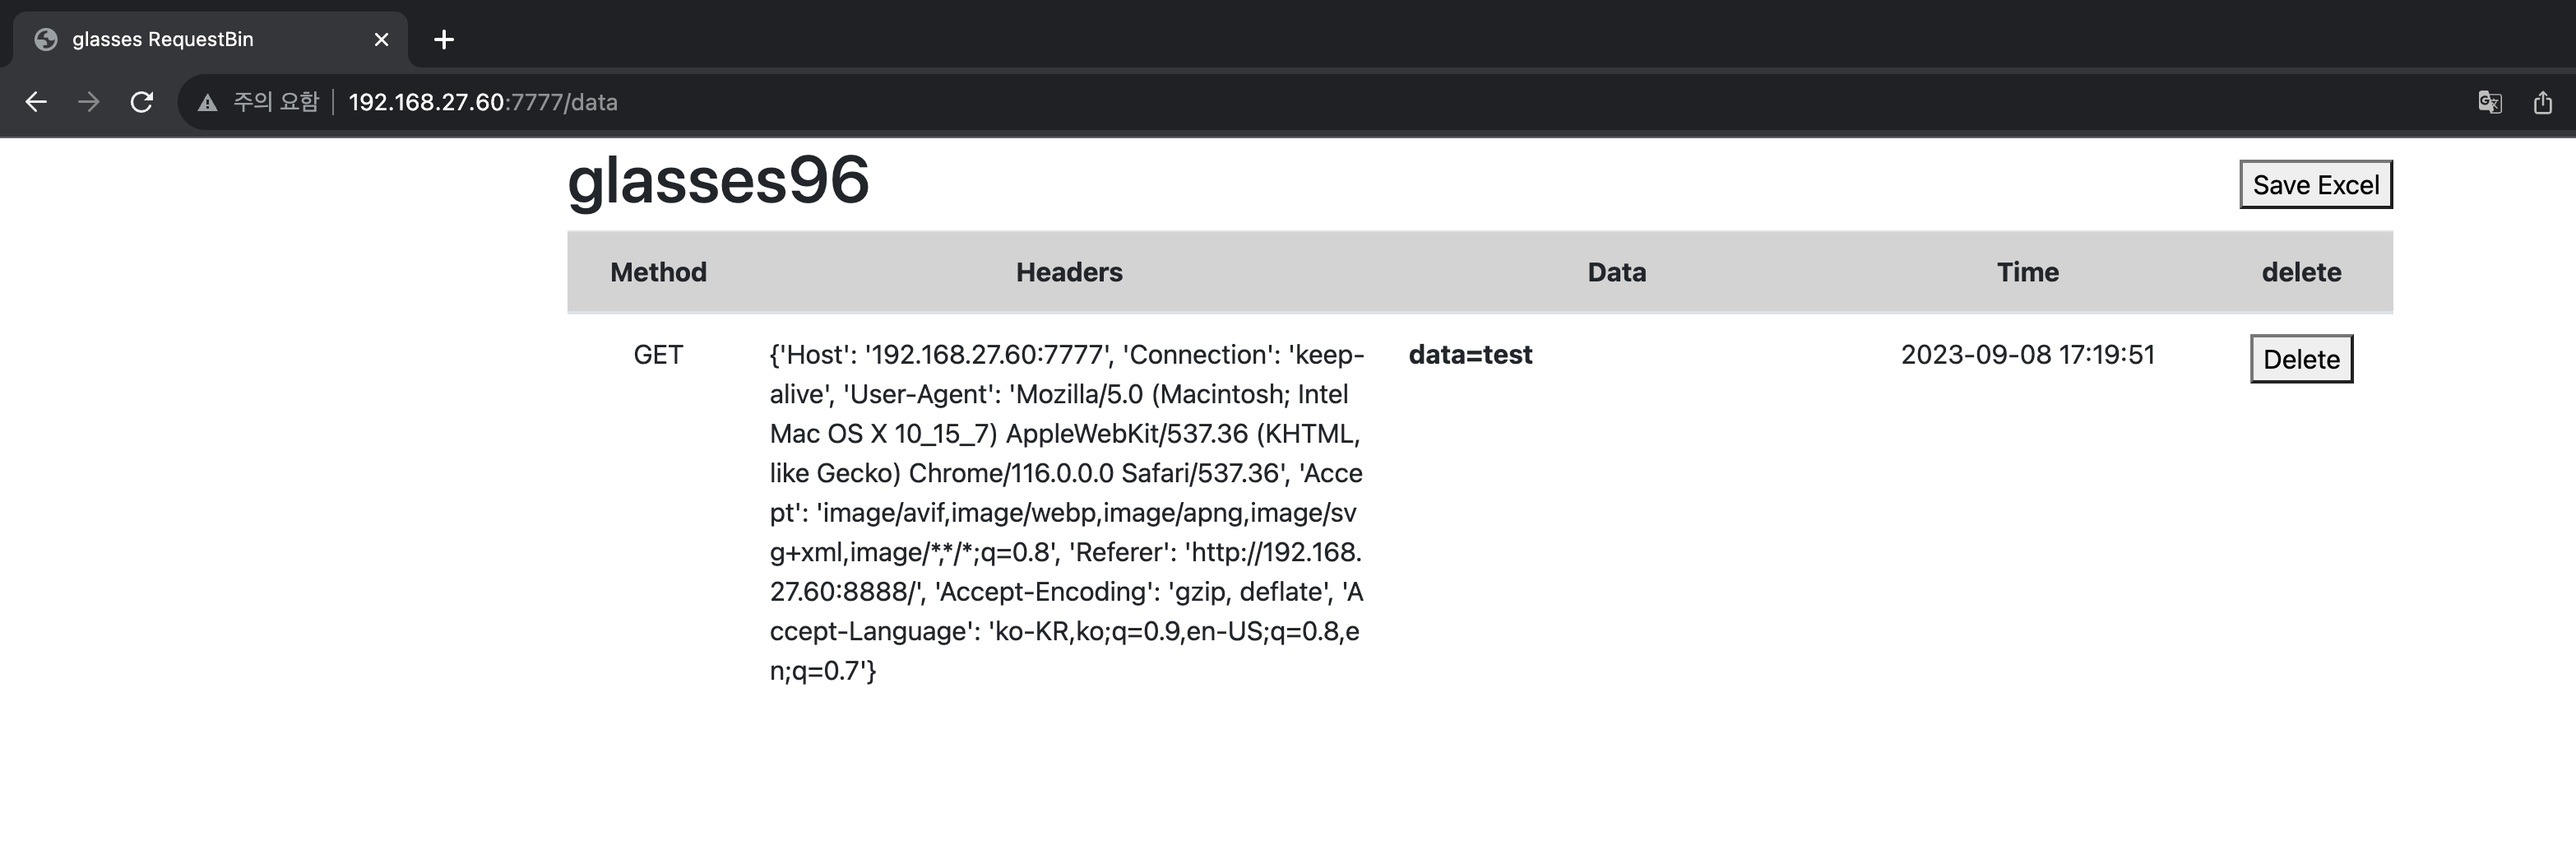 glasses RequestBin
주의 요함 192.168.27.60:7777/data
glasses96
Save Excel
Method Headers Data Time delete
GET {'Host': '192.168.27.60:7777', 'Connection': 'keep- data=test 2023-09-08 17:19:51 Delete
alive', 'User-Agent': 'Mozilla/5.0 (Macintosh; Intel
Mac OS X 10_15_7) AppleWebKit/537.36 (KHTML,
like Gecko) Chrome/116.0.0.0 Safari/537.36', 'Acce
pt': 'image/avif,image/webp,image/apng,image/sv
g+xml,image/*,*/*;q=0.8', 'Referer': 'http://192.168.
27.60:8888/', 'Accept-Encoding': 'gzip, deflate', 'A
ccept-Language': 'ko-KR,ko;q=0.9,en-US;q=0.8,e
n;q=0.7'}